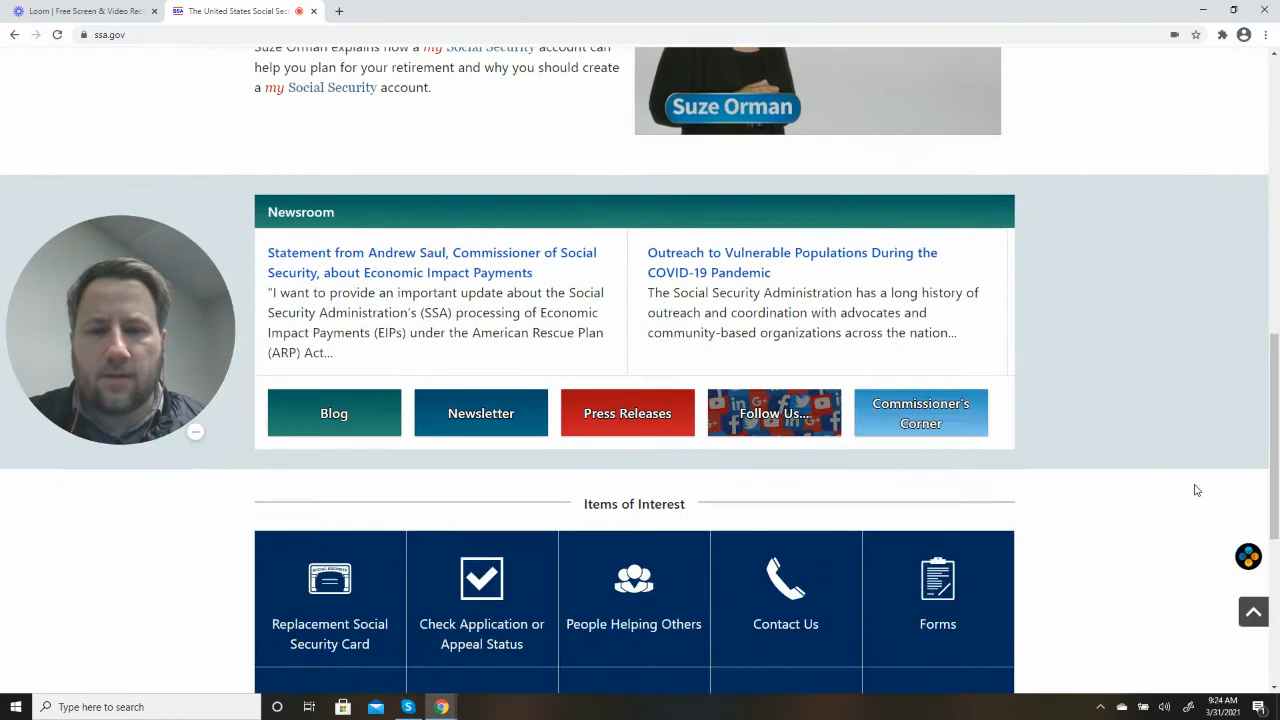 Loom | Free Screen & Video Rec
The United States Social Sec
ssa.gov
Suze Orman explains how a my Social Security account can
help you plan for your retirement and why you should create
a my Social Security account.
Suze Orman
Newsroom
Statement from Andrew Saul, Commissioner of Social
Security, about Economic Impact Payments
“I want to provide an important update about the Social
Security Administration’s (SSA) processing of Economic
Impact Payments (EIPs) under the American Rescue Plan
(ARP) Act...
Outreach to Vulnerable Populations During the
COVID-19 Pandemic
The Social Security Administration has a long history of
outreach and coordination with advocates and
community-based organizations across the nation...
Blog
Newsletter
Press Releases
Follow Us...
Commissioner's
Corner
Items of Interest
Replacement Social
Security Card
Check Application or
Appeal Status
People Helping Others
Contact Us
Forms
Type here to search
9:24 AM
3/31/2021